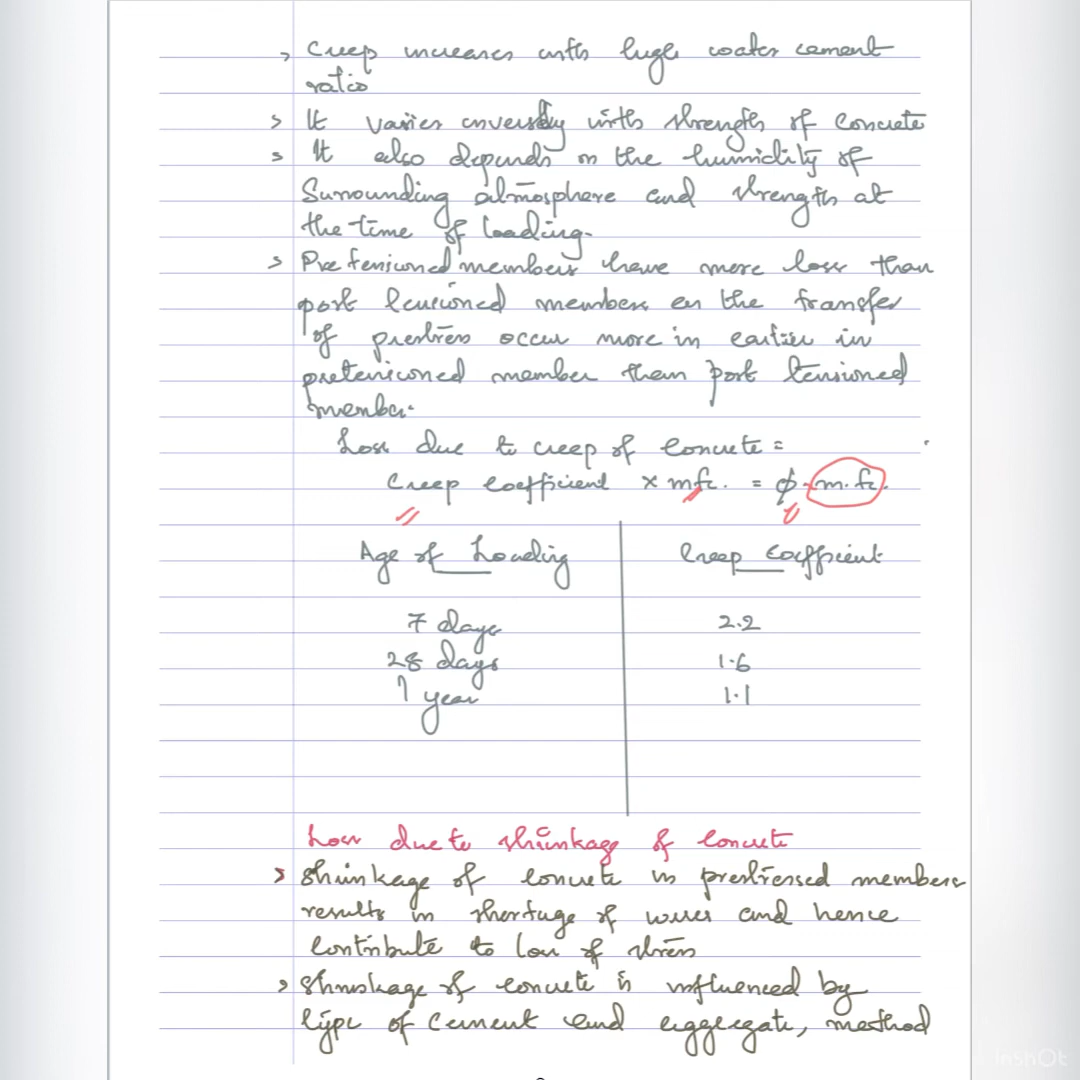 > Creep increases with huge water cement
ratio
> It varies inversely with strength of concrete
> It also depends on the humidity of
Surrounding atmosphere and strength at
the time of loading.
> Pretensioned members have more loss than
post tensioned members as the transfer
of prestress occur more in earlier in
pretensioned member than post tensioned
member.
Loss due to creep of concrete =
Creep coefficient × mfc. = φ . m.fc.
Age of Loading Creep Coefficient
7 days 2.2
28 days 1.6
1 year 1.1
Loss due to shrinkage of concrete
> Shrinkage of concrete in prestressed members
results in shortage of wires and hence
contribute to loss of stress
> Shrinkage of concrete is influenced by
type of cement and aggregate, method
InShOt